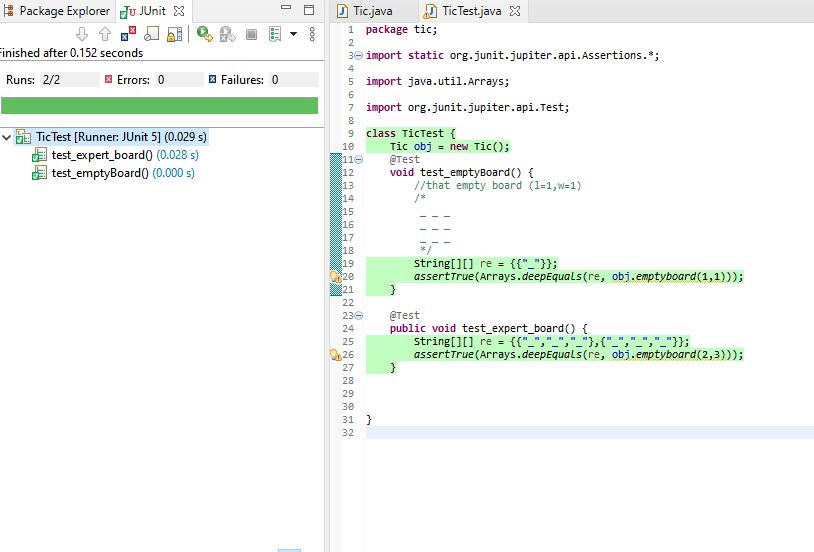 Package Explorer
JUnit
Finished after 0.152 seconds
Runs: 2/2
Errors: 0
Failures: 0
TicTest [Runner: JUnit 5] (0.029 s)
test_expert_board() (0.028 s)
test_emptyBoard() (0.000 s)
Tic.java
TicTest.java
1 package tic;
2
3 import static org.junit.jupiter.api.Assertions.*;
4
5 import java.util.Arrays;
6
7 import org.junit.jupiter.api.Test;
8
9 class TicTest {
10 Tic obj = new Tic();
11 @Test
12 void test_emptyBoard() {
13 //that empty board (l=1,w=1)
14 /*
15 _ _ _
16 _ _ _
17 _ _ _
18 */
19 String[][] re = {{"_"}};
20 assertTrue(Arrays.deepEquals(re, obj.emptyboard(1,1)));
21 }
22
23 @Test
24 public void test_expert_board() {
25 String[][] re = {{"_","_","_"},{"_","_","_"}};
26 assertTrue(Arrays.deepEquals(re, obj.emptyboard(2,3)));
27 }
28
29
30
31 }
32